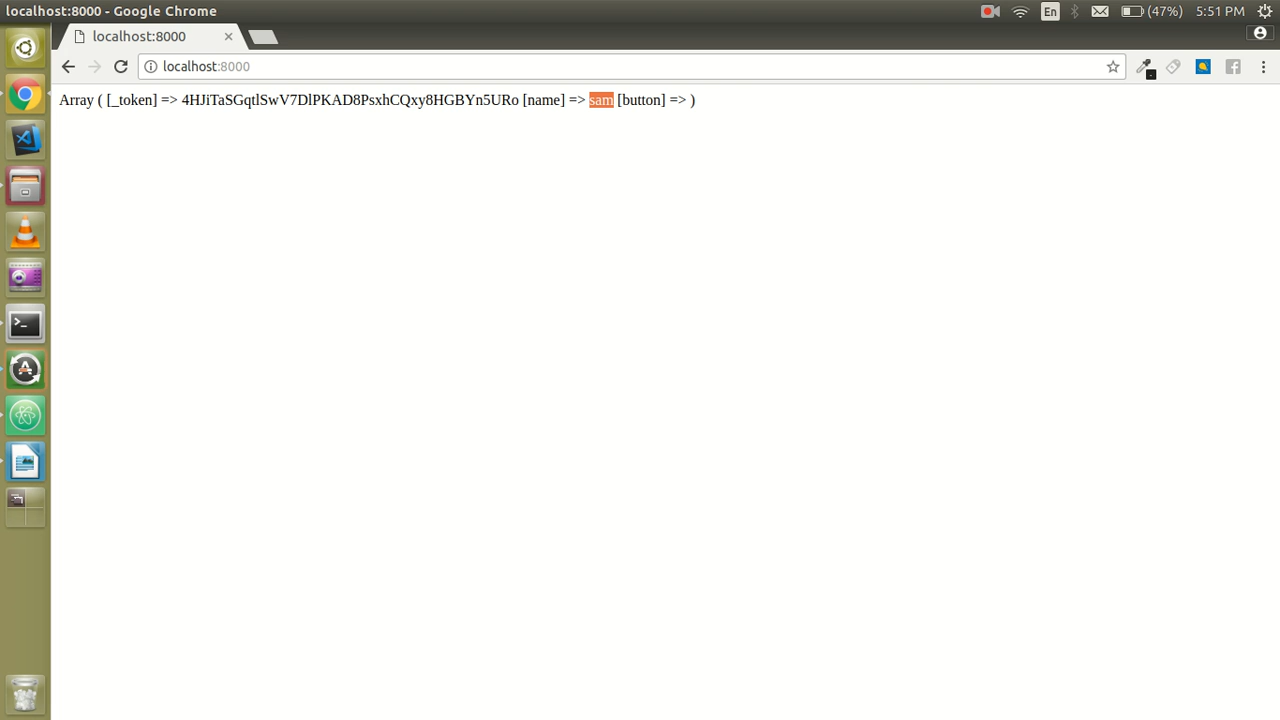 localhost:8000 - Google Chrome
En
(47%)
5:51 PM
localhost:8000
localhost:8000
Array ( [_token] => 4HJiTaSGqtlSwV7DlPKAD8PsxhCQxy8HGBYn5URo [name] => sam [button] => )